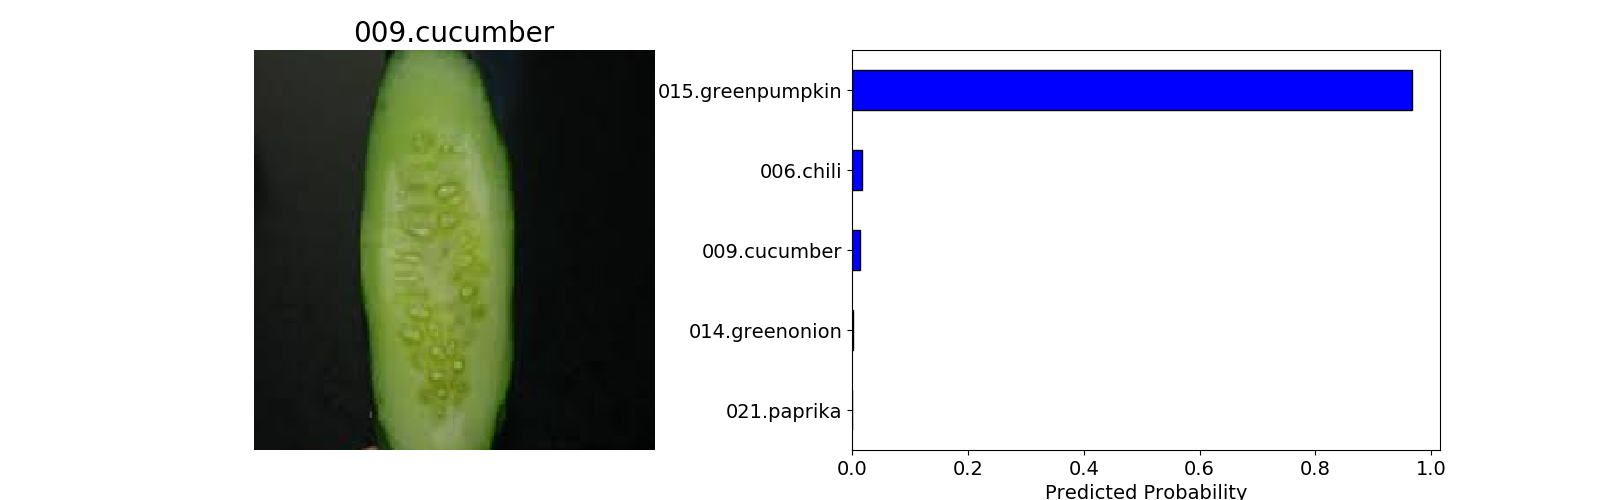 009.cucumber
015.greenpumpkin
006.chili
009.cucumber
014.greenonion
021.paprika
0.0 0.2 0.4 0.6 0.8 1.0
Predicted Probability